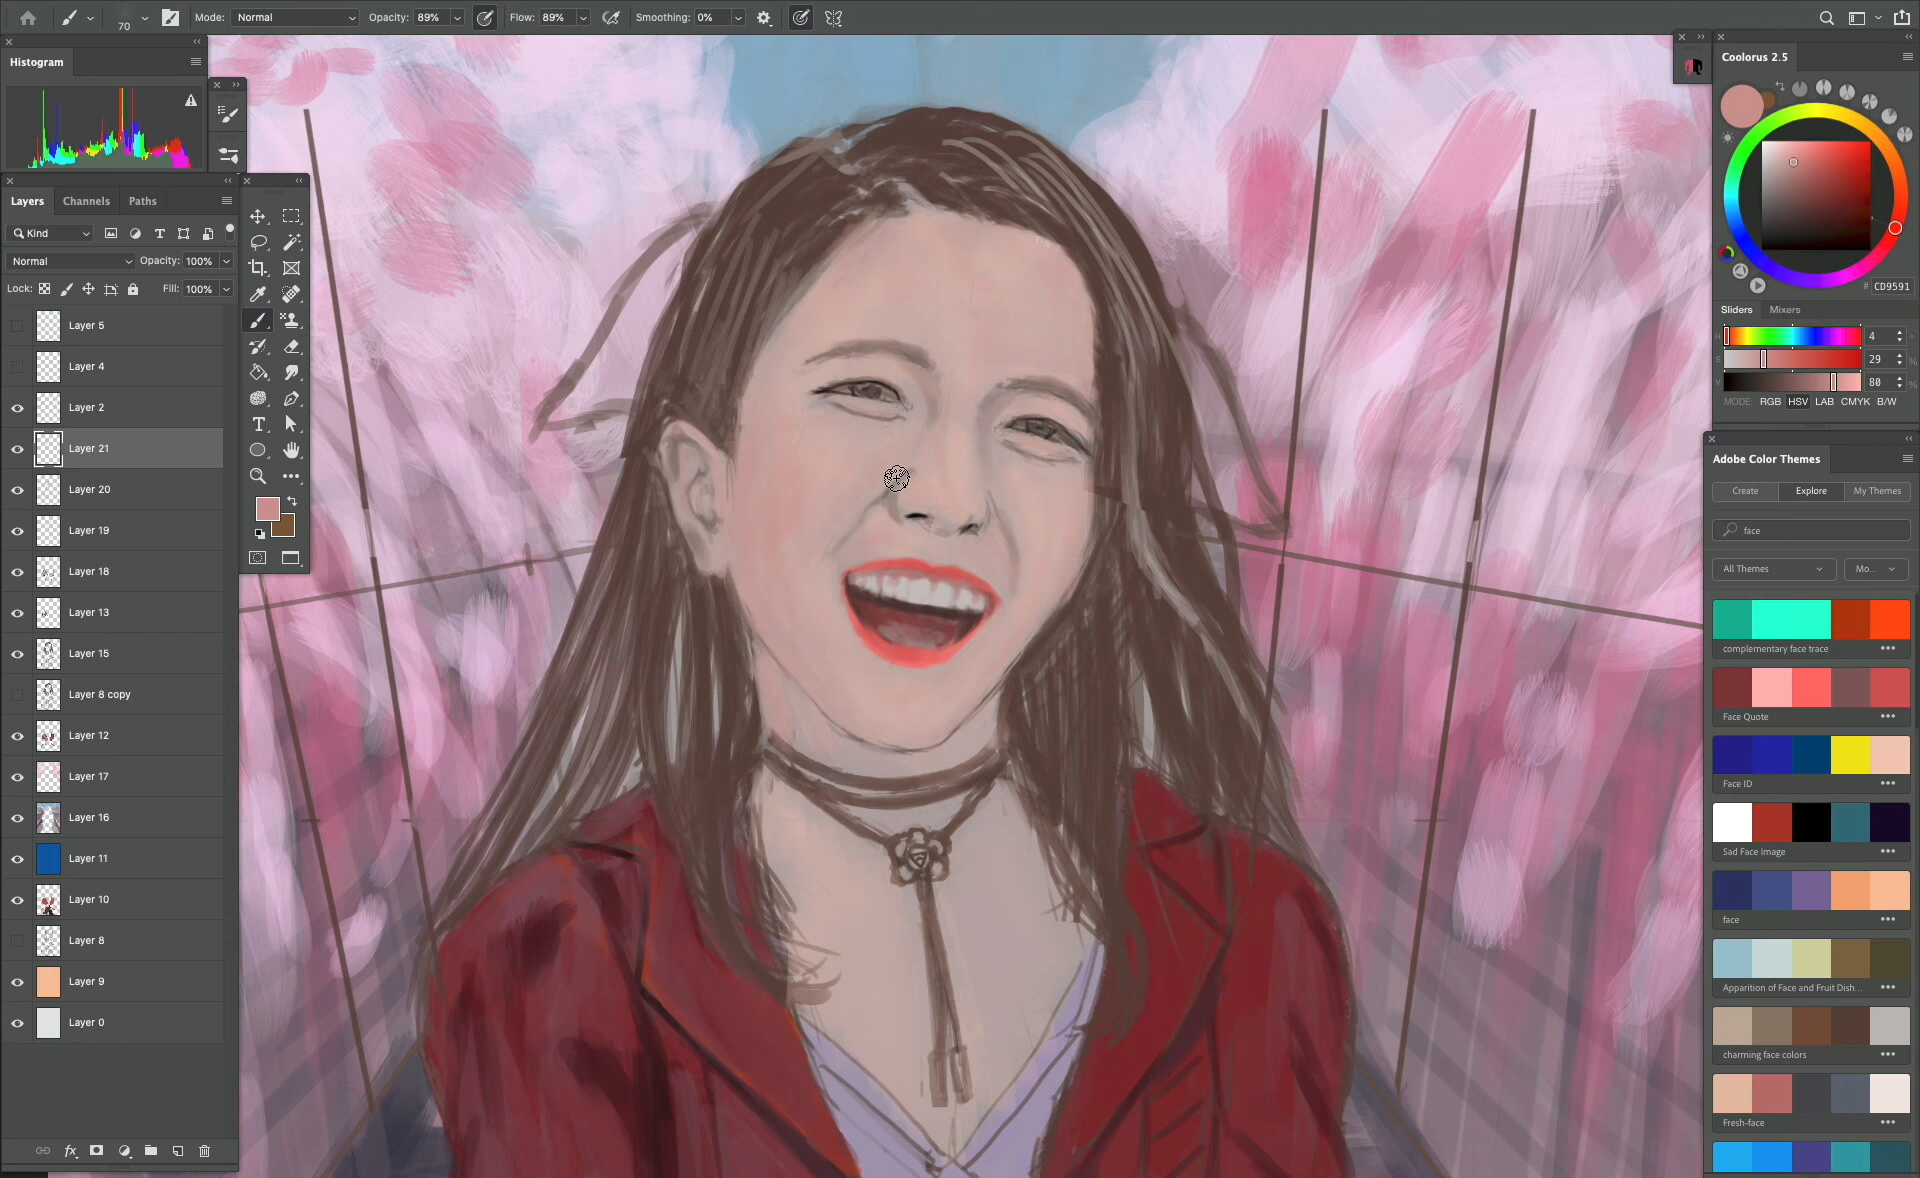 70
Mode: Normal
Opacity: 89%
Flow: 89%
Smoothing: 0%
Histogram
Layers Channels Paths
Kind
Normal Opacity: 100%
Lock: Fill: 100%
Layer 5
Layer 4
Layer 2
Layer 21
Layer 20
Layer 19
Layer 18
Layer 13
Layer 15
Layer 8 copy
Layer 12
Layer 17
Layer 16
Layer 11
Layer 10
Layer 8
Layer 9
Layer 0
fx
Coolorus 2.5
# CD9591
Sliders Mixers
H 4 °
S 29 %
V 80 %
MODE: RGB HSV LAB CMYK B/W
Adobe Color Themes
Create Explore My Themes
face
All Themes Mo...
complementary face trace
Face Quote
Face ID
Sad Face Image
face
Apparition of Face and Fruit Dish...
charming face colors
Fresh-face